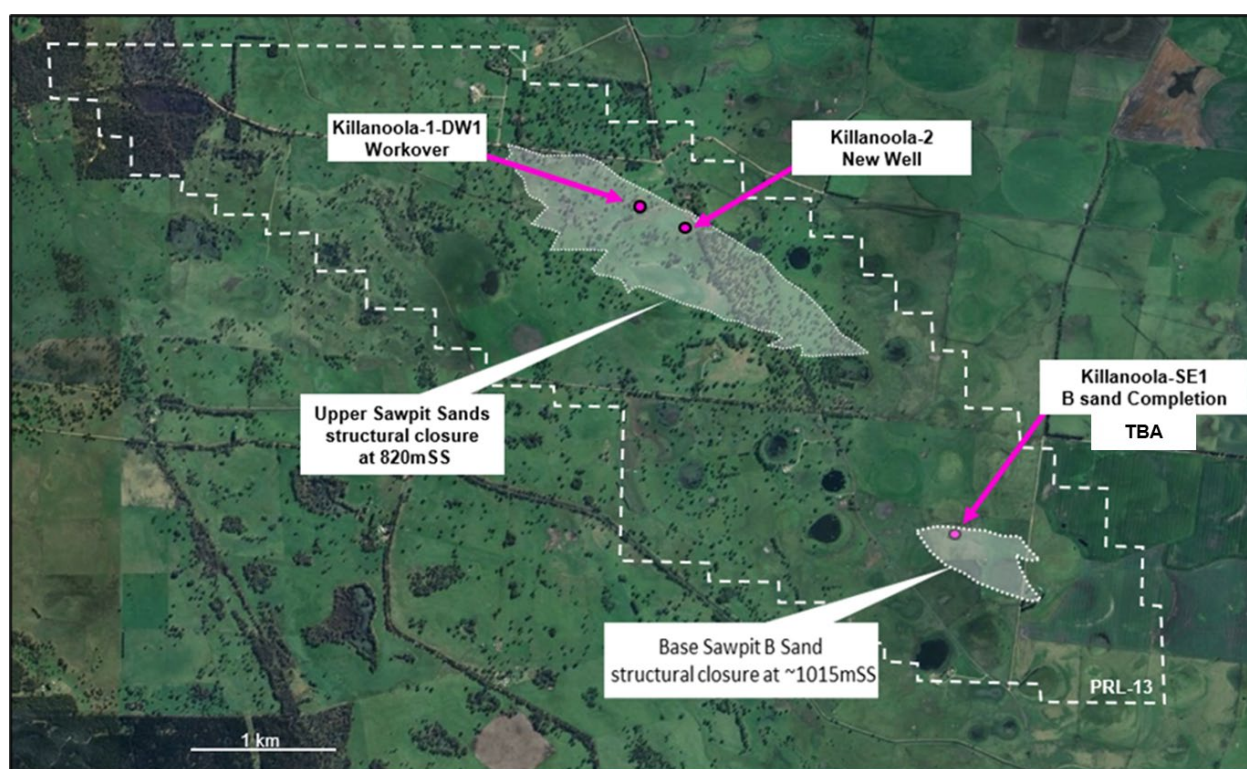 Killanoola-1-DW1
Workover
Killanoola-2
New Well
Killanoola-SE1
B sand Completion
TBA
Upper Sawpit Sands
structural closure
at 820mSS
Base Sawpit B Sand
structural closure at ~1015mSS
PRL-13
1 km